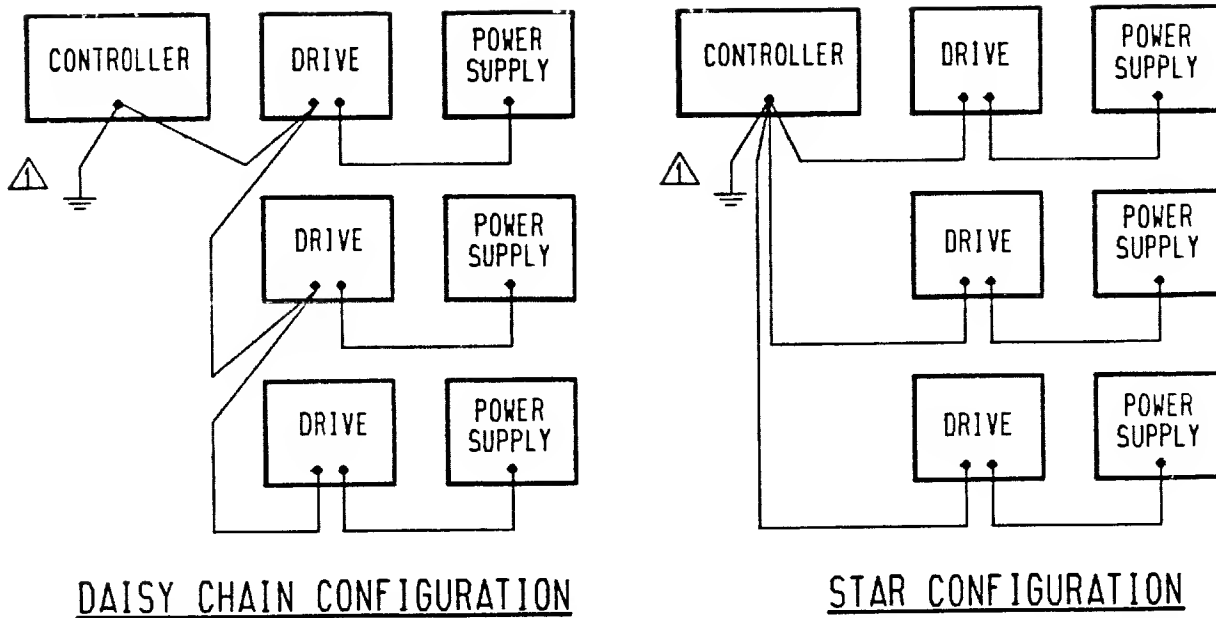 CONTROLLER
DRIVE
POWER
SUPPLY
1
DRIVE
POWER
SUPPLY
DRIVE
POWER
SUPPLY
DAISY CHAIN CONFIGURATION
CONTROLLER
DRIVE
POWER
SUPPLY
1
DRIVE
POWER
SUPPLY
DRIVE
POWER
SUPPLY
STAR CONFIGURATION